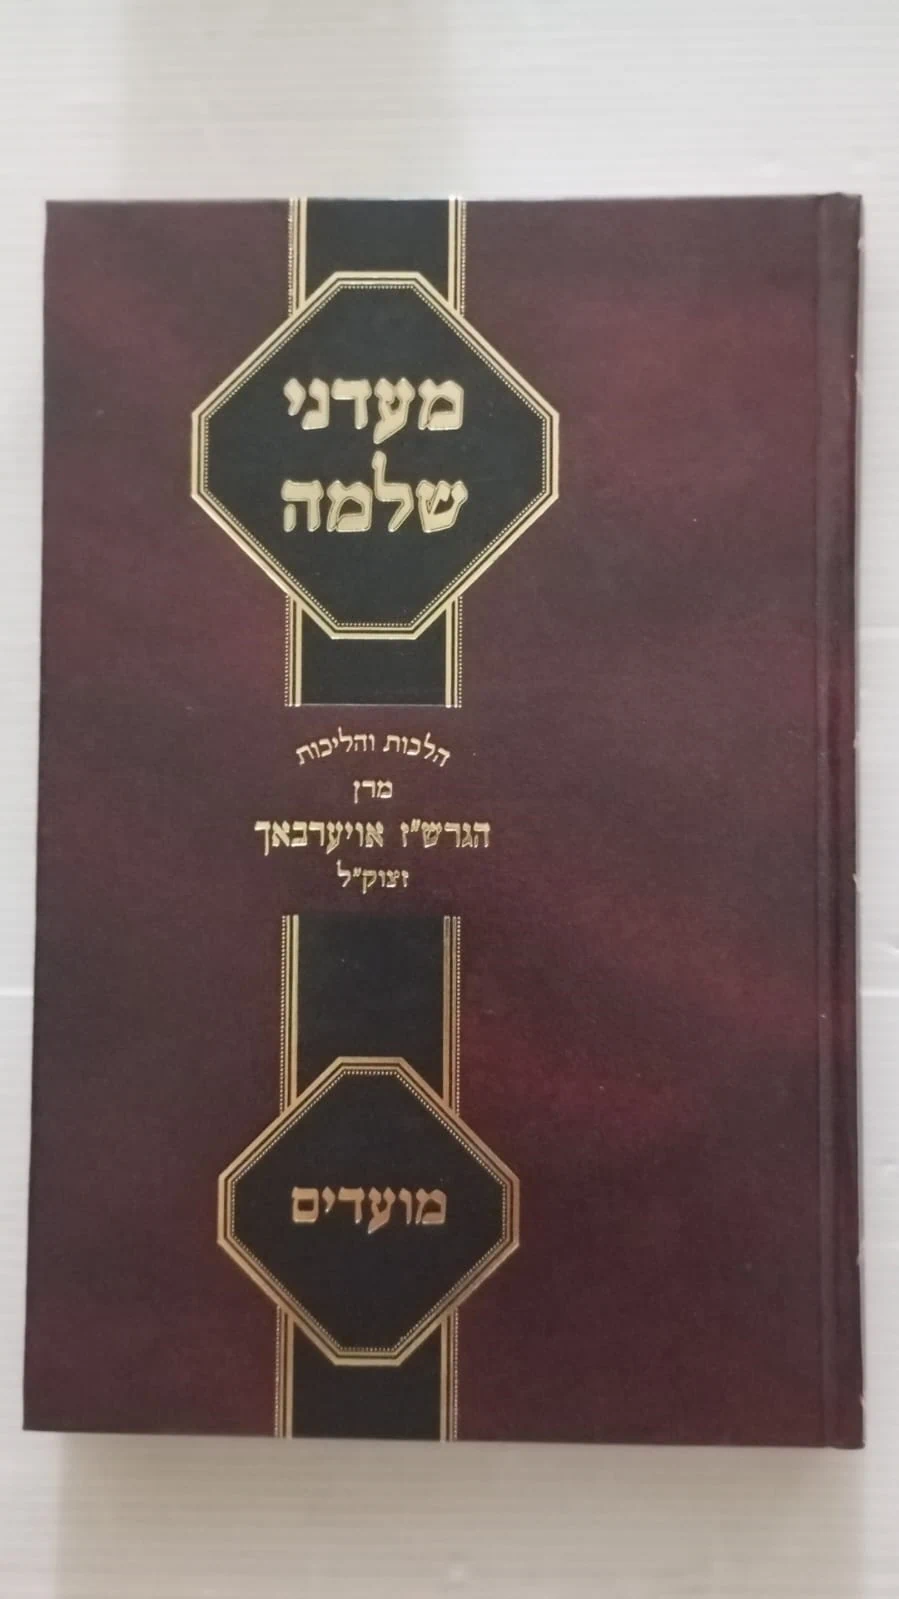 מעדני
שלמה
הלכות והליכות
מרן
הגרש"ז אויערבאך
זצוק"ל
מועדים